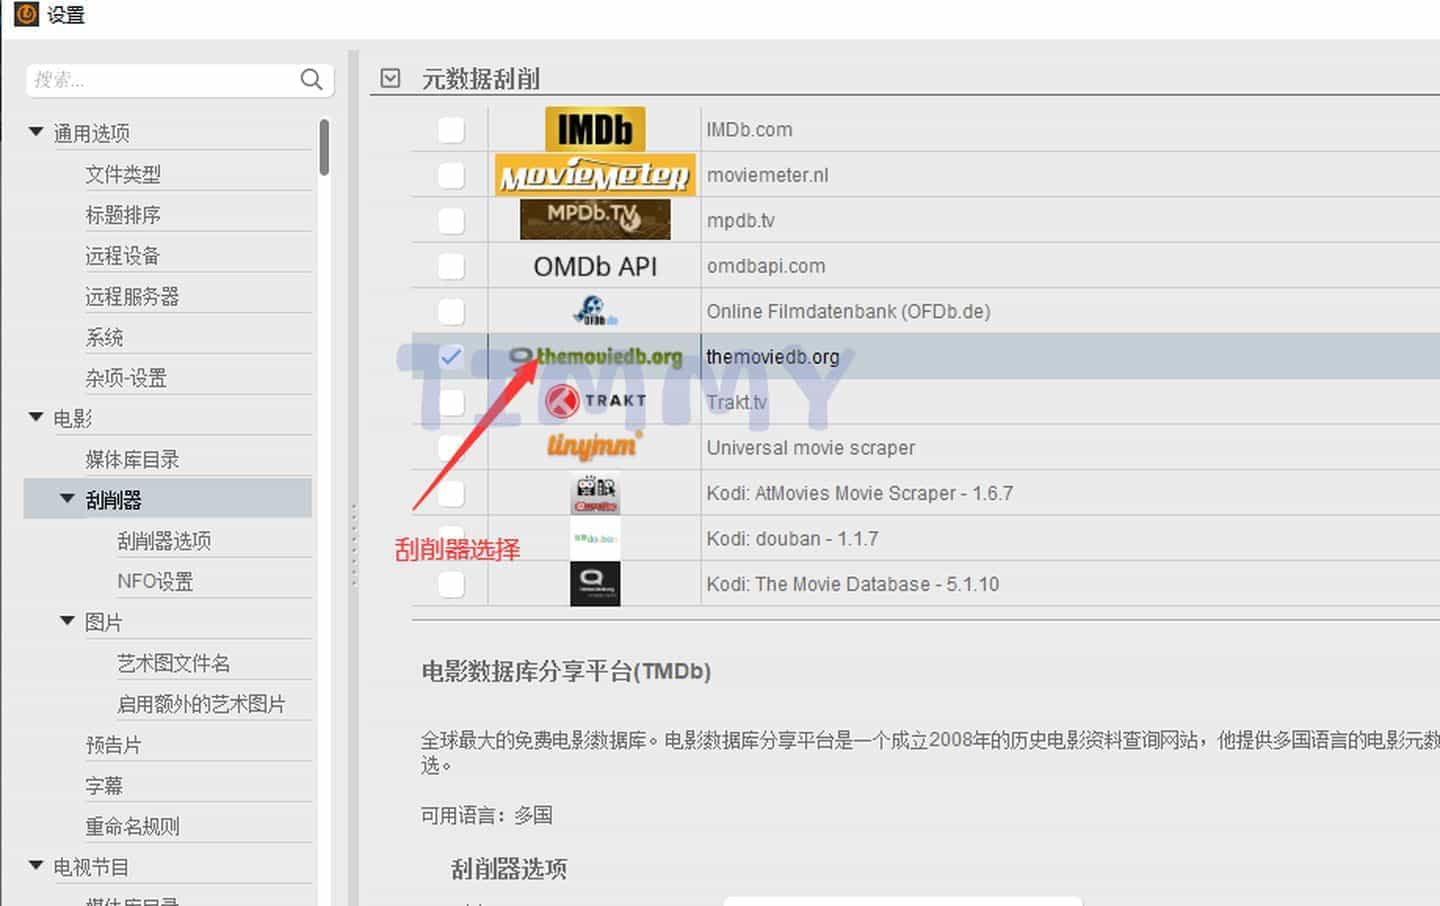 设置
搜索...
通用选项
文件类型
标题排序
远程设备
远程服务器
系统
杂项-设置
电影
媒体库目录
刮削器
刮削器选项
NFO设置
图片
艺术图文件名
启用额外的艺术图片
预告片
字幕
重命名规则
电视节目
媒体库目录
元数据刮削
IMDb IMDb.com
MovieMeter moviemeter.nl
MPDb.TV mpdb.tv
OMDb API omdbapi.com
OFDb.de Online Filmdatenbank (OFDb.de)
themoviedb.org themoviedb.org
TRAKT Trakt.tv
TIMMY
tinymm Universal movie scraper
Kodi: AtMovies Movie Scraper - 1.6.7
douban Kodi: douban - 1.1.7
刮削器选择
Kodi: The Movie Database - 5.1.10
电影数据库分享平台(TMDb)
全球最大的免费电影数据库。电影数据库分享平台是一个成立2008年的历史电影资料查询网站，他提供多国语言的电影元数
选。
可用语言：多国
刮削器选项